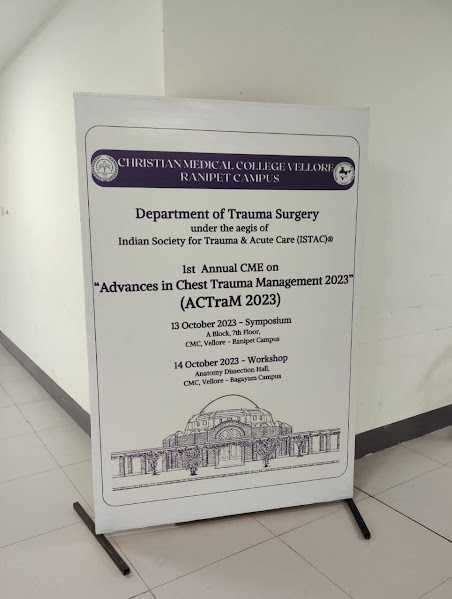 CHRISTIAN MEDICAL COLLEGE VELLORE
RANIPET CAMPUS
Department of Trauma Surgery
under the aegis of
Indian Society for Trauma & Acute Care (ISTAC)®
1st Annual CME on
"Advances in Chest Trauma Management 2023"
(ACTraM 2023)
13 October 2023 – Symposium
A Block, 7th Floor,
CMC, Vellore – Ranipet Campus
14 October 2023 – Workshop
Anatomy Dissection Hall,
CMC, Vellore – Bagayam Campus